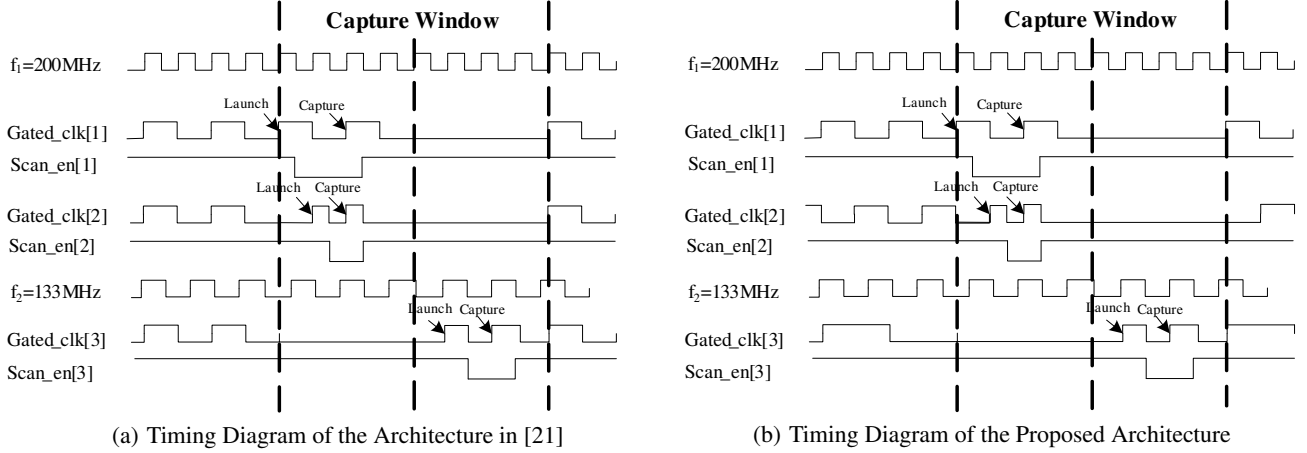 Capture Window
f1=200MHz
Launch
Capture
Gated_clk[1]
Scan_en[1]
Launch
Capture
Gated_clk[2]
Scan_en[2]
f2=133MHz
Launch
Capture
Gated_clk[3]
Scan_en[3]
(a) Timing Diagram of the Architecture in [21]
Capture Window
f1=200MHz
Launch
Capture
Gated_clk[1]
Scan_en[1]
Launch
Capture
Gated_clk[2]
Scan_en[2]
f2=133MHz
Launch
Capture
Gated_clk[3]
Scan_en[3]
(b) Timing Diagram of the Proposed Architecture